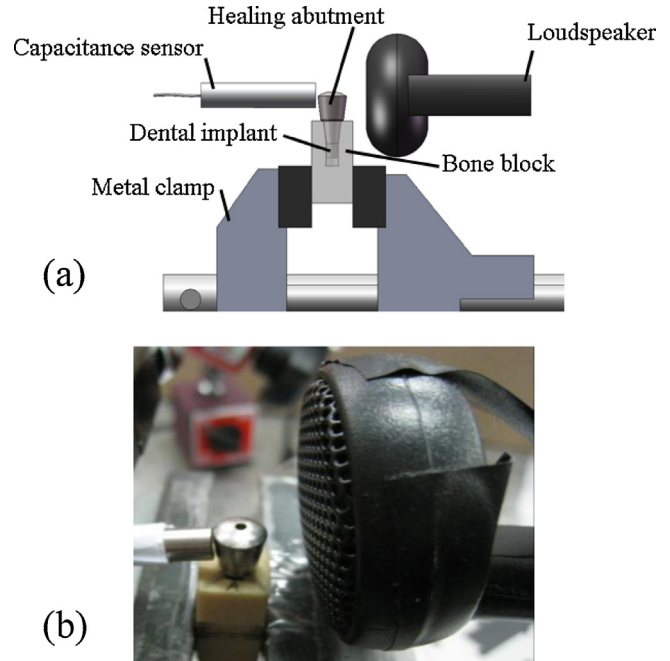 Healing abutment
Loudspeaker
Capacitance sensor
Dental implant
Bone block
Metal clamp
(a)
(b)